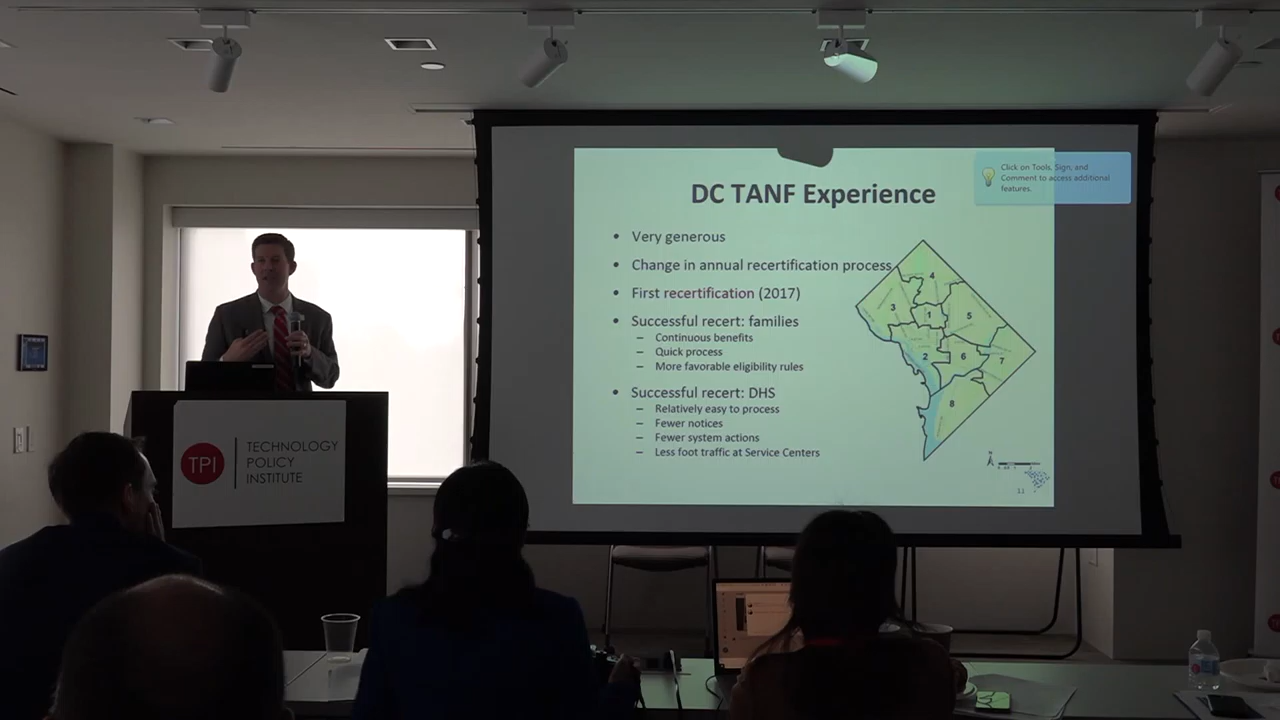 DC TANF Experience
Click on Tools, Sign, and
Comment to access additional
features.
• Very generous
• Change in annual recertification process
• First recertification (2017)
• Successful recert: families
– Continuous benefits
– Quick process
– More favorable eligibility rules
• Successful recert: DHS
– Relatively easy to process
– Fewer notices
– Fewer system actions
– Less foot traffic at Service Centers
4
3
1
5
2
6
7
8
11
TPI
TECHNOLOGY
POLICY
INSTITUTE